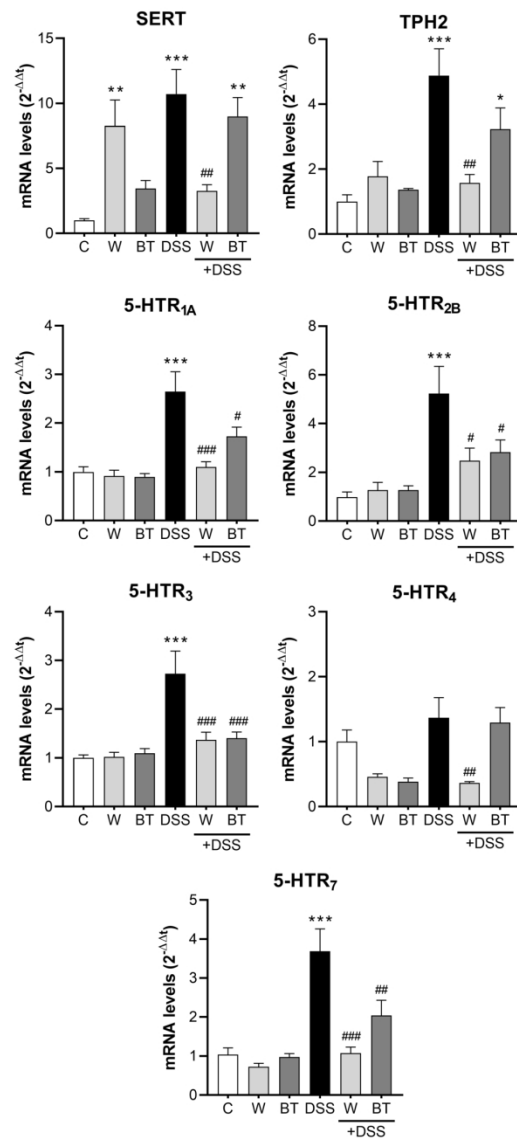 SERT
mRNA levels (2^-ΔΔt)
15
10
5
0
**
***
##
**
C W BT DSS W BT
+DSS
TPH2
mRNA levels (2^-ΔΔt)
6
4
2
0
***
##
*
C W BT DSS W BT
+DSS
5-HTR1A
mRNA levels (2^-ΔΔt)
4
3
2
1
0
***
###
#
C W BT DSS W BT
+DSS
5-HTR2B
mRNA levels (2^-ΔΔt)
8
6
4
2
0
***
#
#
C W BT DSS W BT
+DSS
5-HTR3
mRNA levels (2^-ΔΔt)
4
3
2
1
0
***
###
###
C W BT DSS W BT
+DSS
5-HTR4
mRNA levels (2^-ΔΔt)
3
2
1
0
##
C W BT DSS W BT
+DSS
5-HTR7
mRNA levels (2^-ΔΔt)
5
4
3
2
1
0
***
###
##
C W BT DSS W BT
+DSS